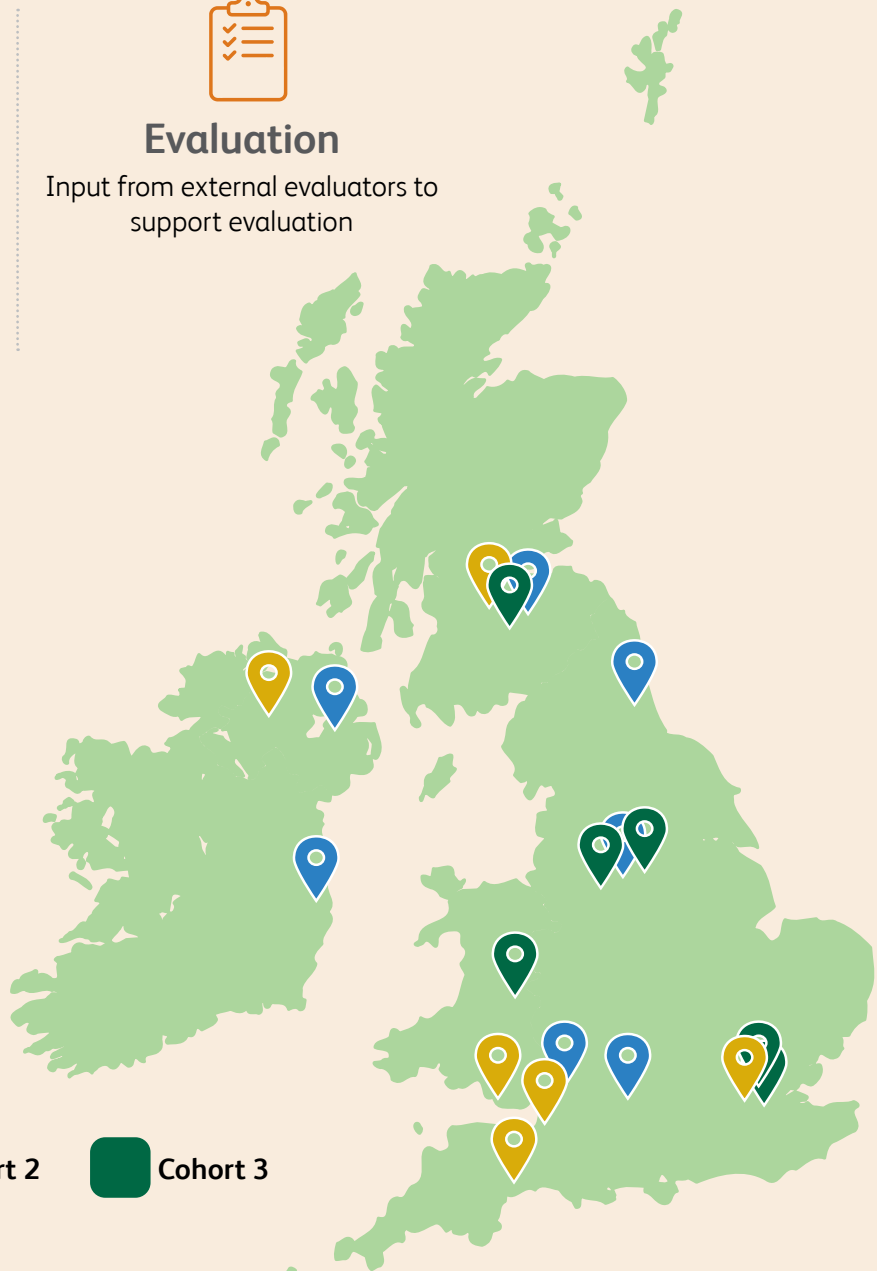 Evaluation
Input from external evaluators to
support evaluation
rt 2
Cohort 3